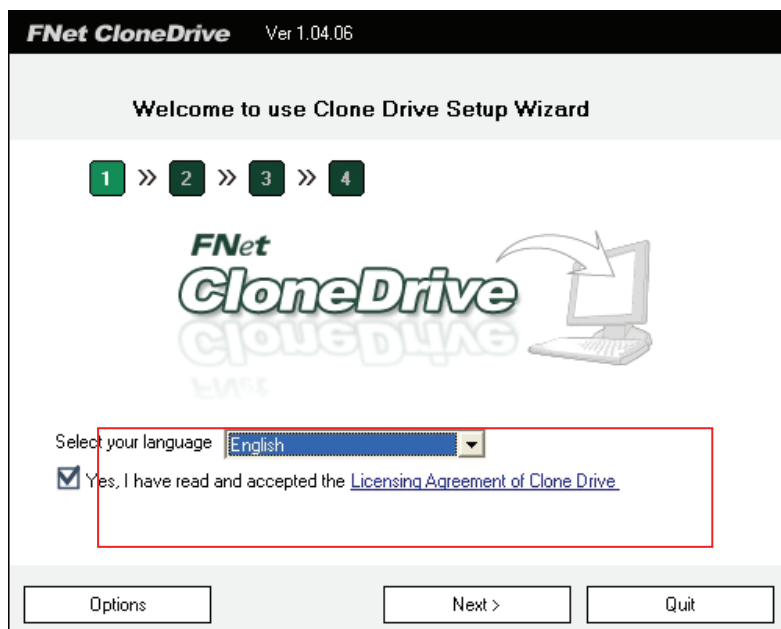 FNet CloneDrive Ver 1.04.06
Welcome to use Clone Drive Setup Wizard
1 » 2 » 3 » 4
FNet
CloneDrive
Select your language English
Yes, I have read and accepted the Licensing Agreement of Clone Drive
Options Next > Quit